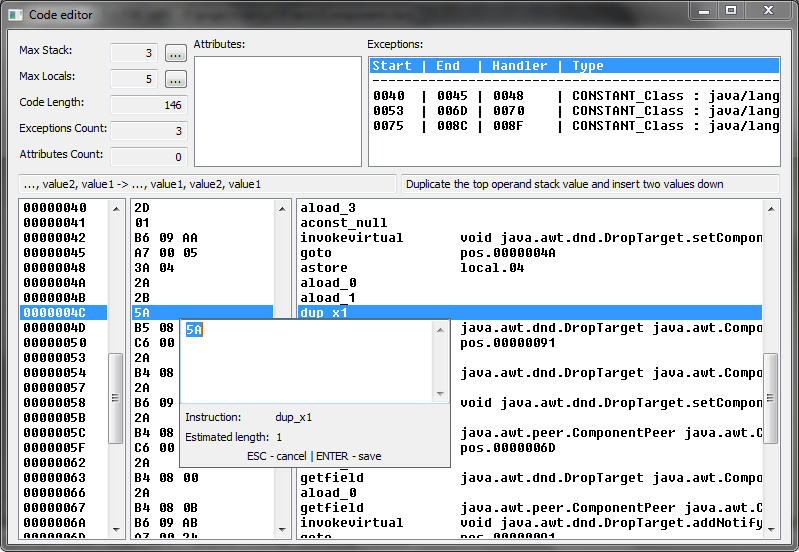 Code editor
Max Stack: 3 ...
Max Locals: 5 ...
Code Length: 146
Exceptions Count: 3
Attributes Count: 0
Attributes:
Exceptions:
Start | End | Handler | Type
0040 | 0045 | 0048 | CONSTANT_Class : java/lang
0053 | 006D | 0070 | CONSTANT_Class : java/lang
0075 | 008C | 008F | CONSTANT_Class : java/lang
..., value2, value1 -> ..., value1, value2, value1
Duplicate the top operand stack value and insert two values down
00000040 2D aload_3
00000041 01 aconst_null
00000042 B6 09 AA invokevirtual void java.awt.dnd.DropTarget.setCompon
00000045 A7 00 05 goto pos.0000004A
00000048 3A 04 astore local.04
0000004A 2A aload_0
0000004B 2B aload_1
0000004C 5A dup_x1
0000004D B5 08 java.awt.dnd.DropTarget java.awt.Compo
00000050 C6 00 pos.00000091
00000053 2A
00000054 B4 08 java.awt.dnd.DropTarget java.awt.Compo
00000057 2A
00000058 B6 09 void java.awt.dnd.DropTarget.setCompon
0000005B 2A
0000005C B4 08 java.awt.peer.ComponentPeer java.awt.C
0000005F C6 00 pos.0000006D
00000062 2A
00000063 B4 08 00 getfield java.awt.dnd.DropTarget java.awt.Compo
00000066 2A aload_0
00000067 B4 08 0B getfield java.awt.peer.ComponentPeer java.awt.C
0000006A B6 09 AB invokevirtual void java.awt.dnd.DropTarget.addNotify
0000006D A7 00 24 goto pos.00000091
5A
Instruction: dup_x1
Estimated length: 1
ESC - cancel | ENTER - save